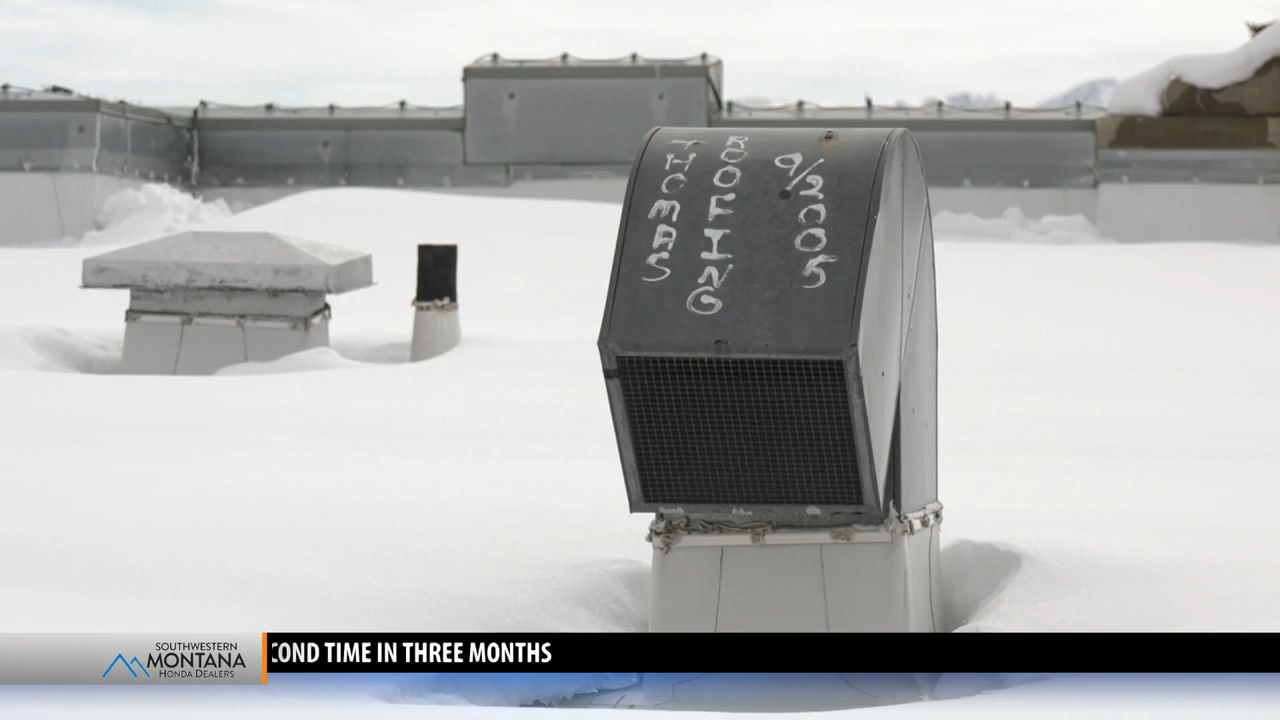 THOMAS
ROOFING
9/2005
SOUTHWESTERN
MONTANA
HONDA DEALERS
COND TIME IN THREE MONTHS